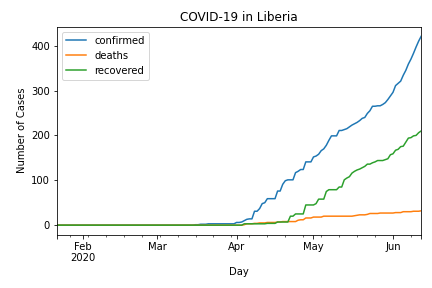 COVID-19 in Liberia
confirmed
deaths
recovered
Number of Cases
400
300
200
100
0
Feb Mar Apr May Jun
2020
Day